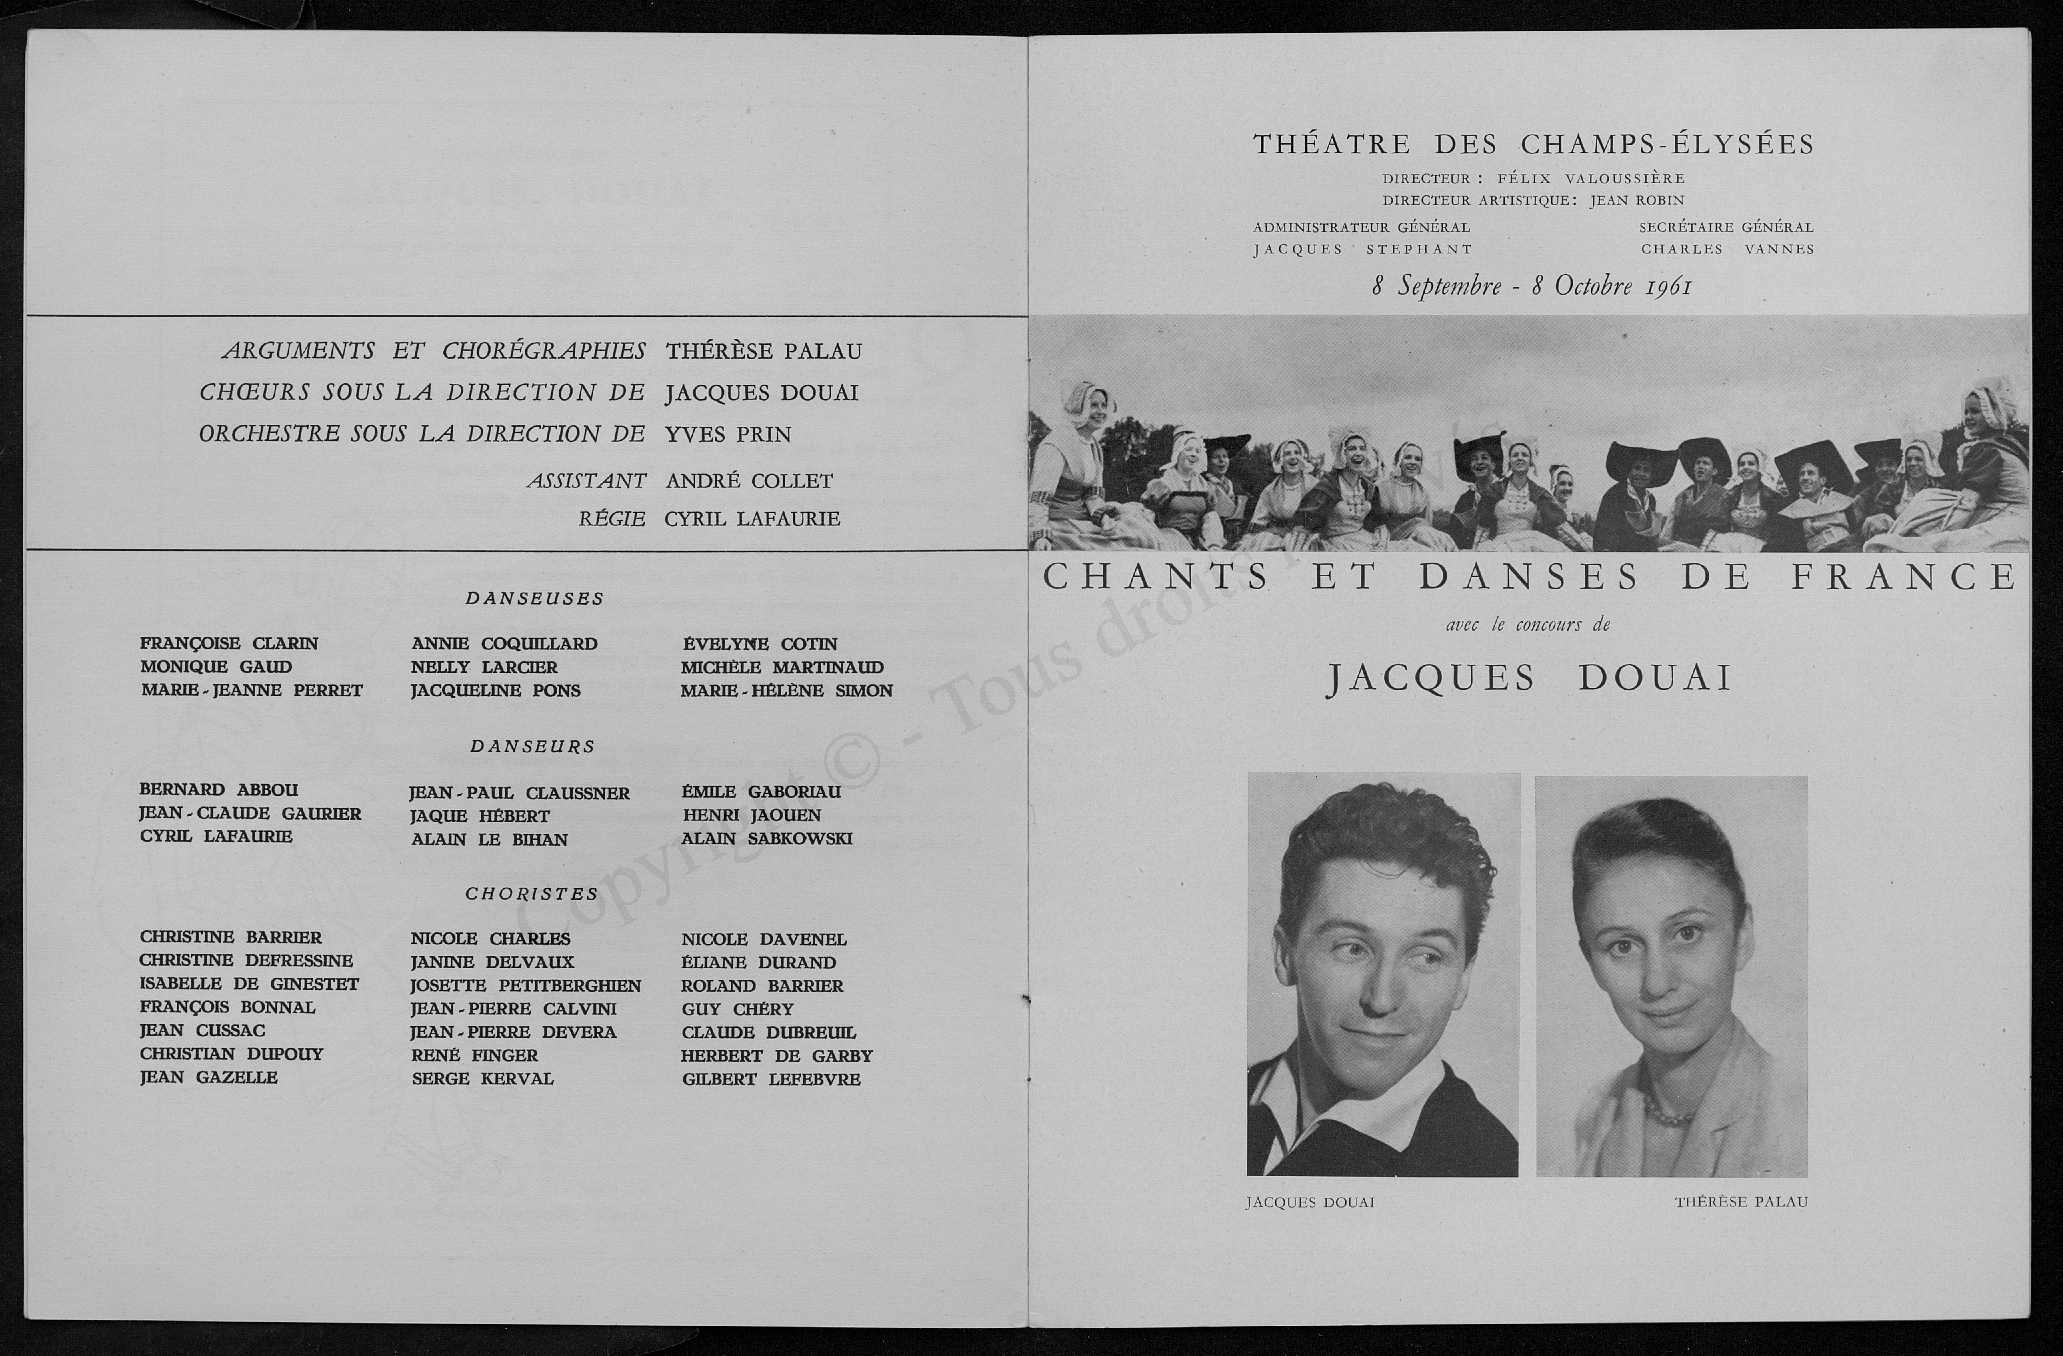 ARGUMENTS ET CHORÉGRAPHIES THÉRÈSE PALAU
CHŒURS SOUS LA DIRECTION DE JACQUES DOUAI
ORCHESTRE SOUS LA DIRECTION DE YVES PRIN
ASSISTANT ANDRÉ COLLET
RÉGIE CYRIL LAFAURIE
DANSEUSES
FRANÇOISE CLARIN ANNIE COQUILLARD ÉVELYNE COTIN
MONIQUE GAUD NELLY LARCIER MICHÈLE MARTINAUD
MARIE-JEANNE PERRET JACQUELINE PONS MARIE-HÉLÈNE SIMON
DANSEURS
BERNARD ABBOU JEAN-PAUL CLAUSSNER ÉMILE GABORIAU
JEAN-CLAUDE GAURIER JAQUE HÉBERT HENRI JAOUEN
CYRIL LAFAURIE ALAIN LE BIHAN ALAIN SABKOWSKI
CHORISTES
CHRISTINE BARRIER NICOLE CHARLES NICOLE DAVENEL
CHRISTINE DEFRESSINE JANINE DELVAUX ÉLIANE DURAND
ISABELLE DE GINESTET JOSETTE PETITBERGHIEN ROLAND BARRIER
FRANÇOIS BONNAL JEAN-PIERRE CALVINI GUY CHÉRY
JEAN CUSSAC JEAN-PIERRE DEVERA CLAUDE DUBREUIL
CHRISTIAN DUPOUY RENÉ FINGER HERBERT DE GARBY
JEAN GAZELLE SERGE KERVAL GILBERT LEFEBVRE
THÉATRE DES CHAMPS-ÉLYSÉES
DIRECTEUR : FÉLIX VALOUSSIÈRE
DIRECTEUR ARTISTIQUE : JEAN ROBIN
ADMINISTRATEUR GÉNÉRAL SECRÉTAIRE GÉNÉRAL
JACQUES STEPHANT CHARLES VANNES
8 Septembre - 8 Octobre 1961
CHANTS ET DANSES DE FRANCE
avec le concours de
JACQUES DOUAI
JACQUES DOUAI THÉRÈSE PALAU
Copyright © - Tous droits